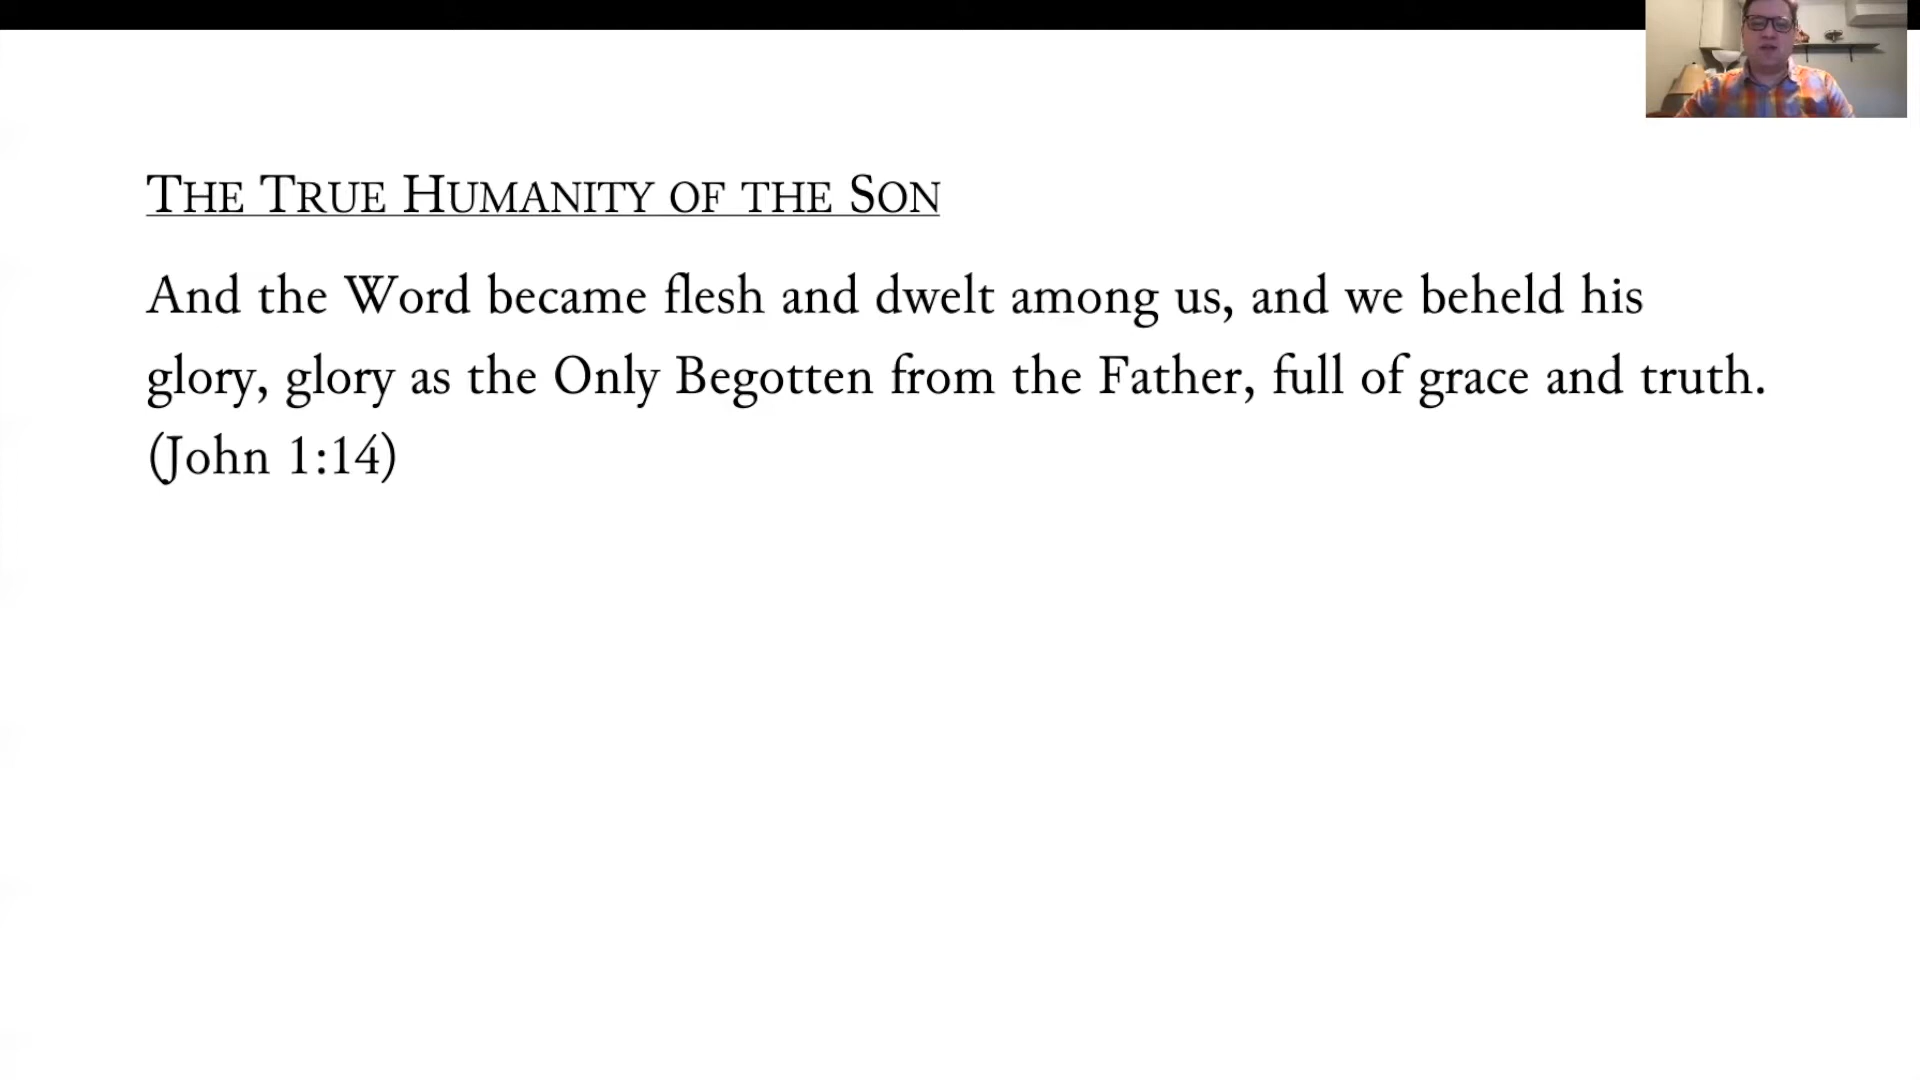 The True Humanity of the Son
And the Word became flesh and dwelt among us, and we beheld his
glory, glory as the Only Begotten from the Father, full of grace and truth.
(John 1:14)